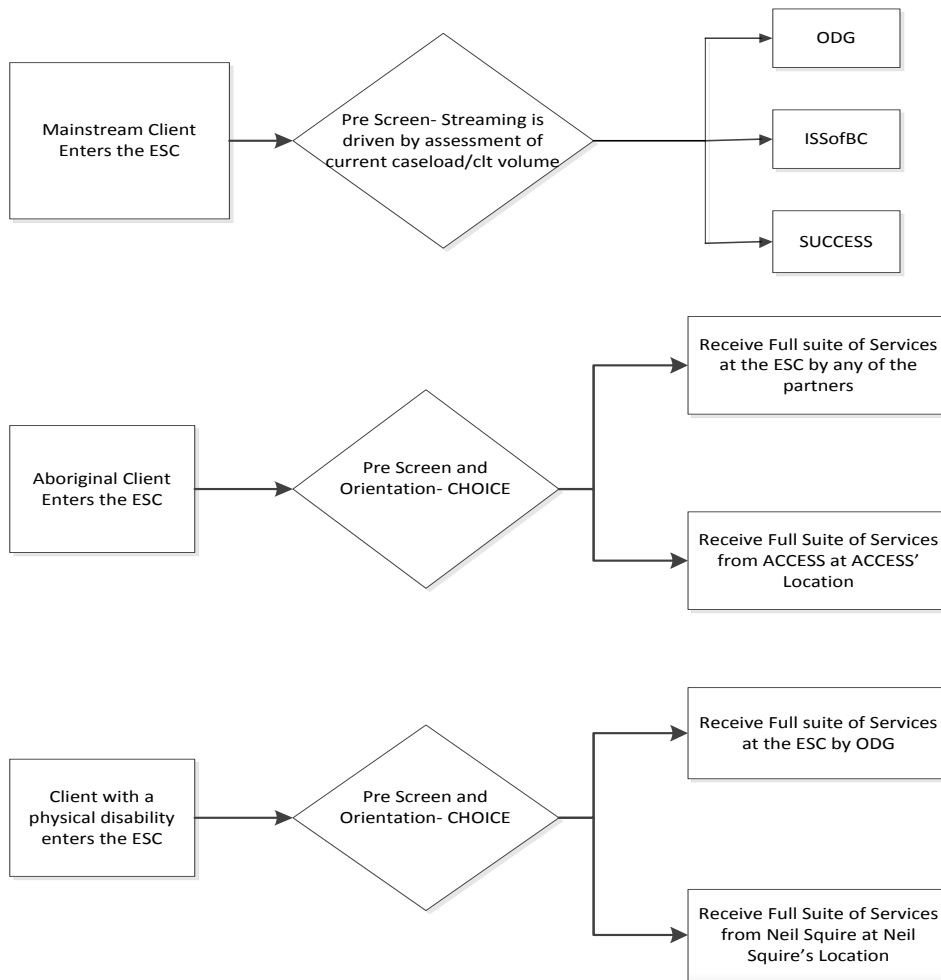 Mainstream Client
Enters the ESC
Pre Screen- Streaming is
driven by assessment of
current caseload/clt volume
ODG
ISSofBC
SUCCESS
Aboriginal Client
Enters the ESC
Pre Screen and
Orientation- CHOICE
Receive Full suite of Services
at the ESC by any of the
partners
Receive Full Suite of Services
from ACCESS at ACCESS’
Location
Client with a
physical disability
enters the ESC
Pre Screen and
Orientation- CHOICE
Receive Full suite of Services
at the ESC by ODG
Receive Full Suite of Services
from Neil Squire at Neil
Squire’s Location